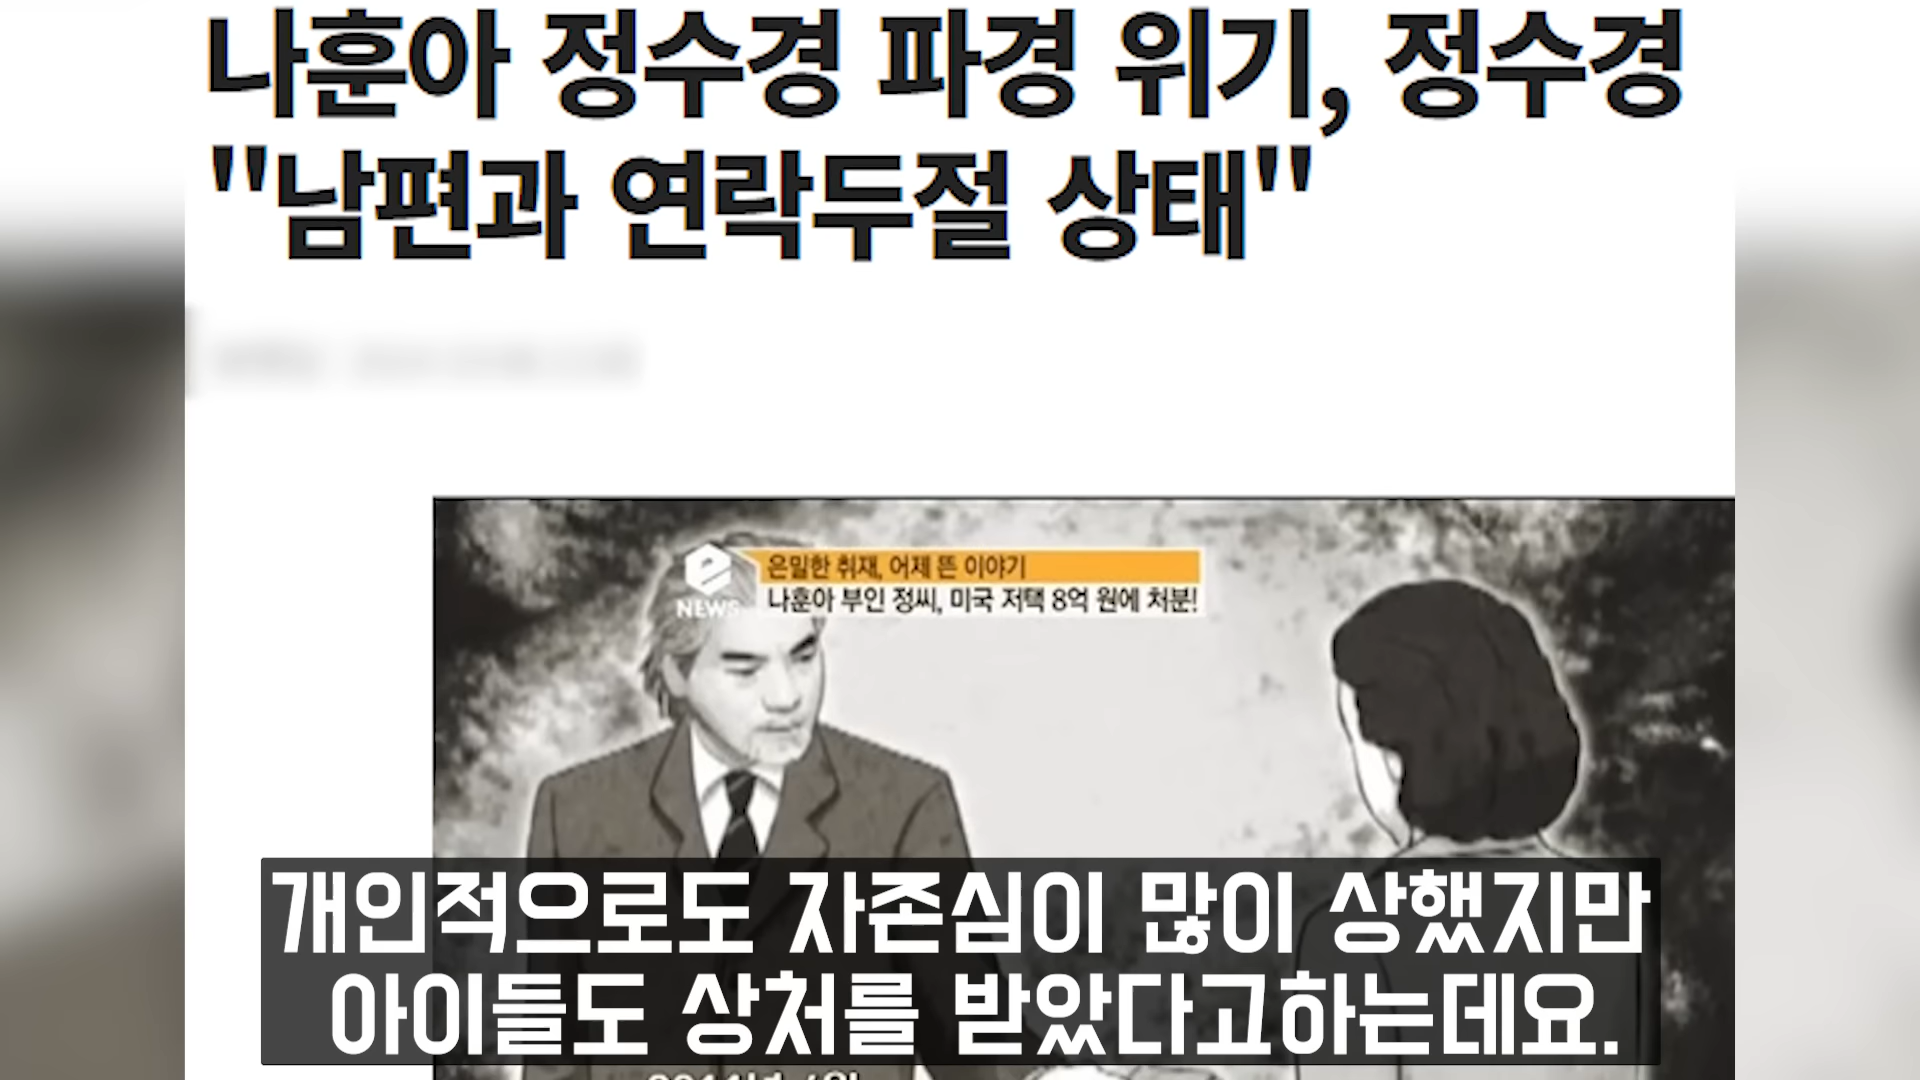 나훈아 정수경 파경 위기, 정수경
"남편과 연락두절 상태"
은밀한 취재, 어제 뜬 이야기
NEWS
나훈아 부인 정씨, 미국 저택 8억 원에 처분!
개인적으로도 자존심이 많이 상했지만
아이들도 상처를 받았다고하는데요.